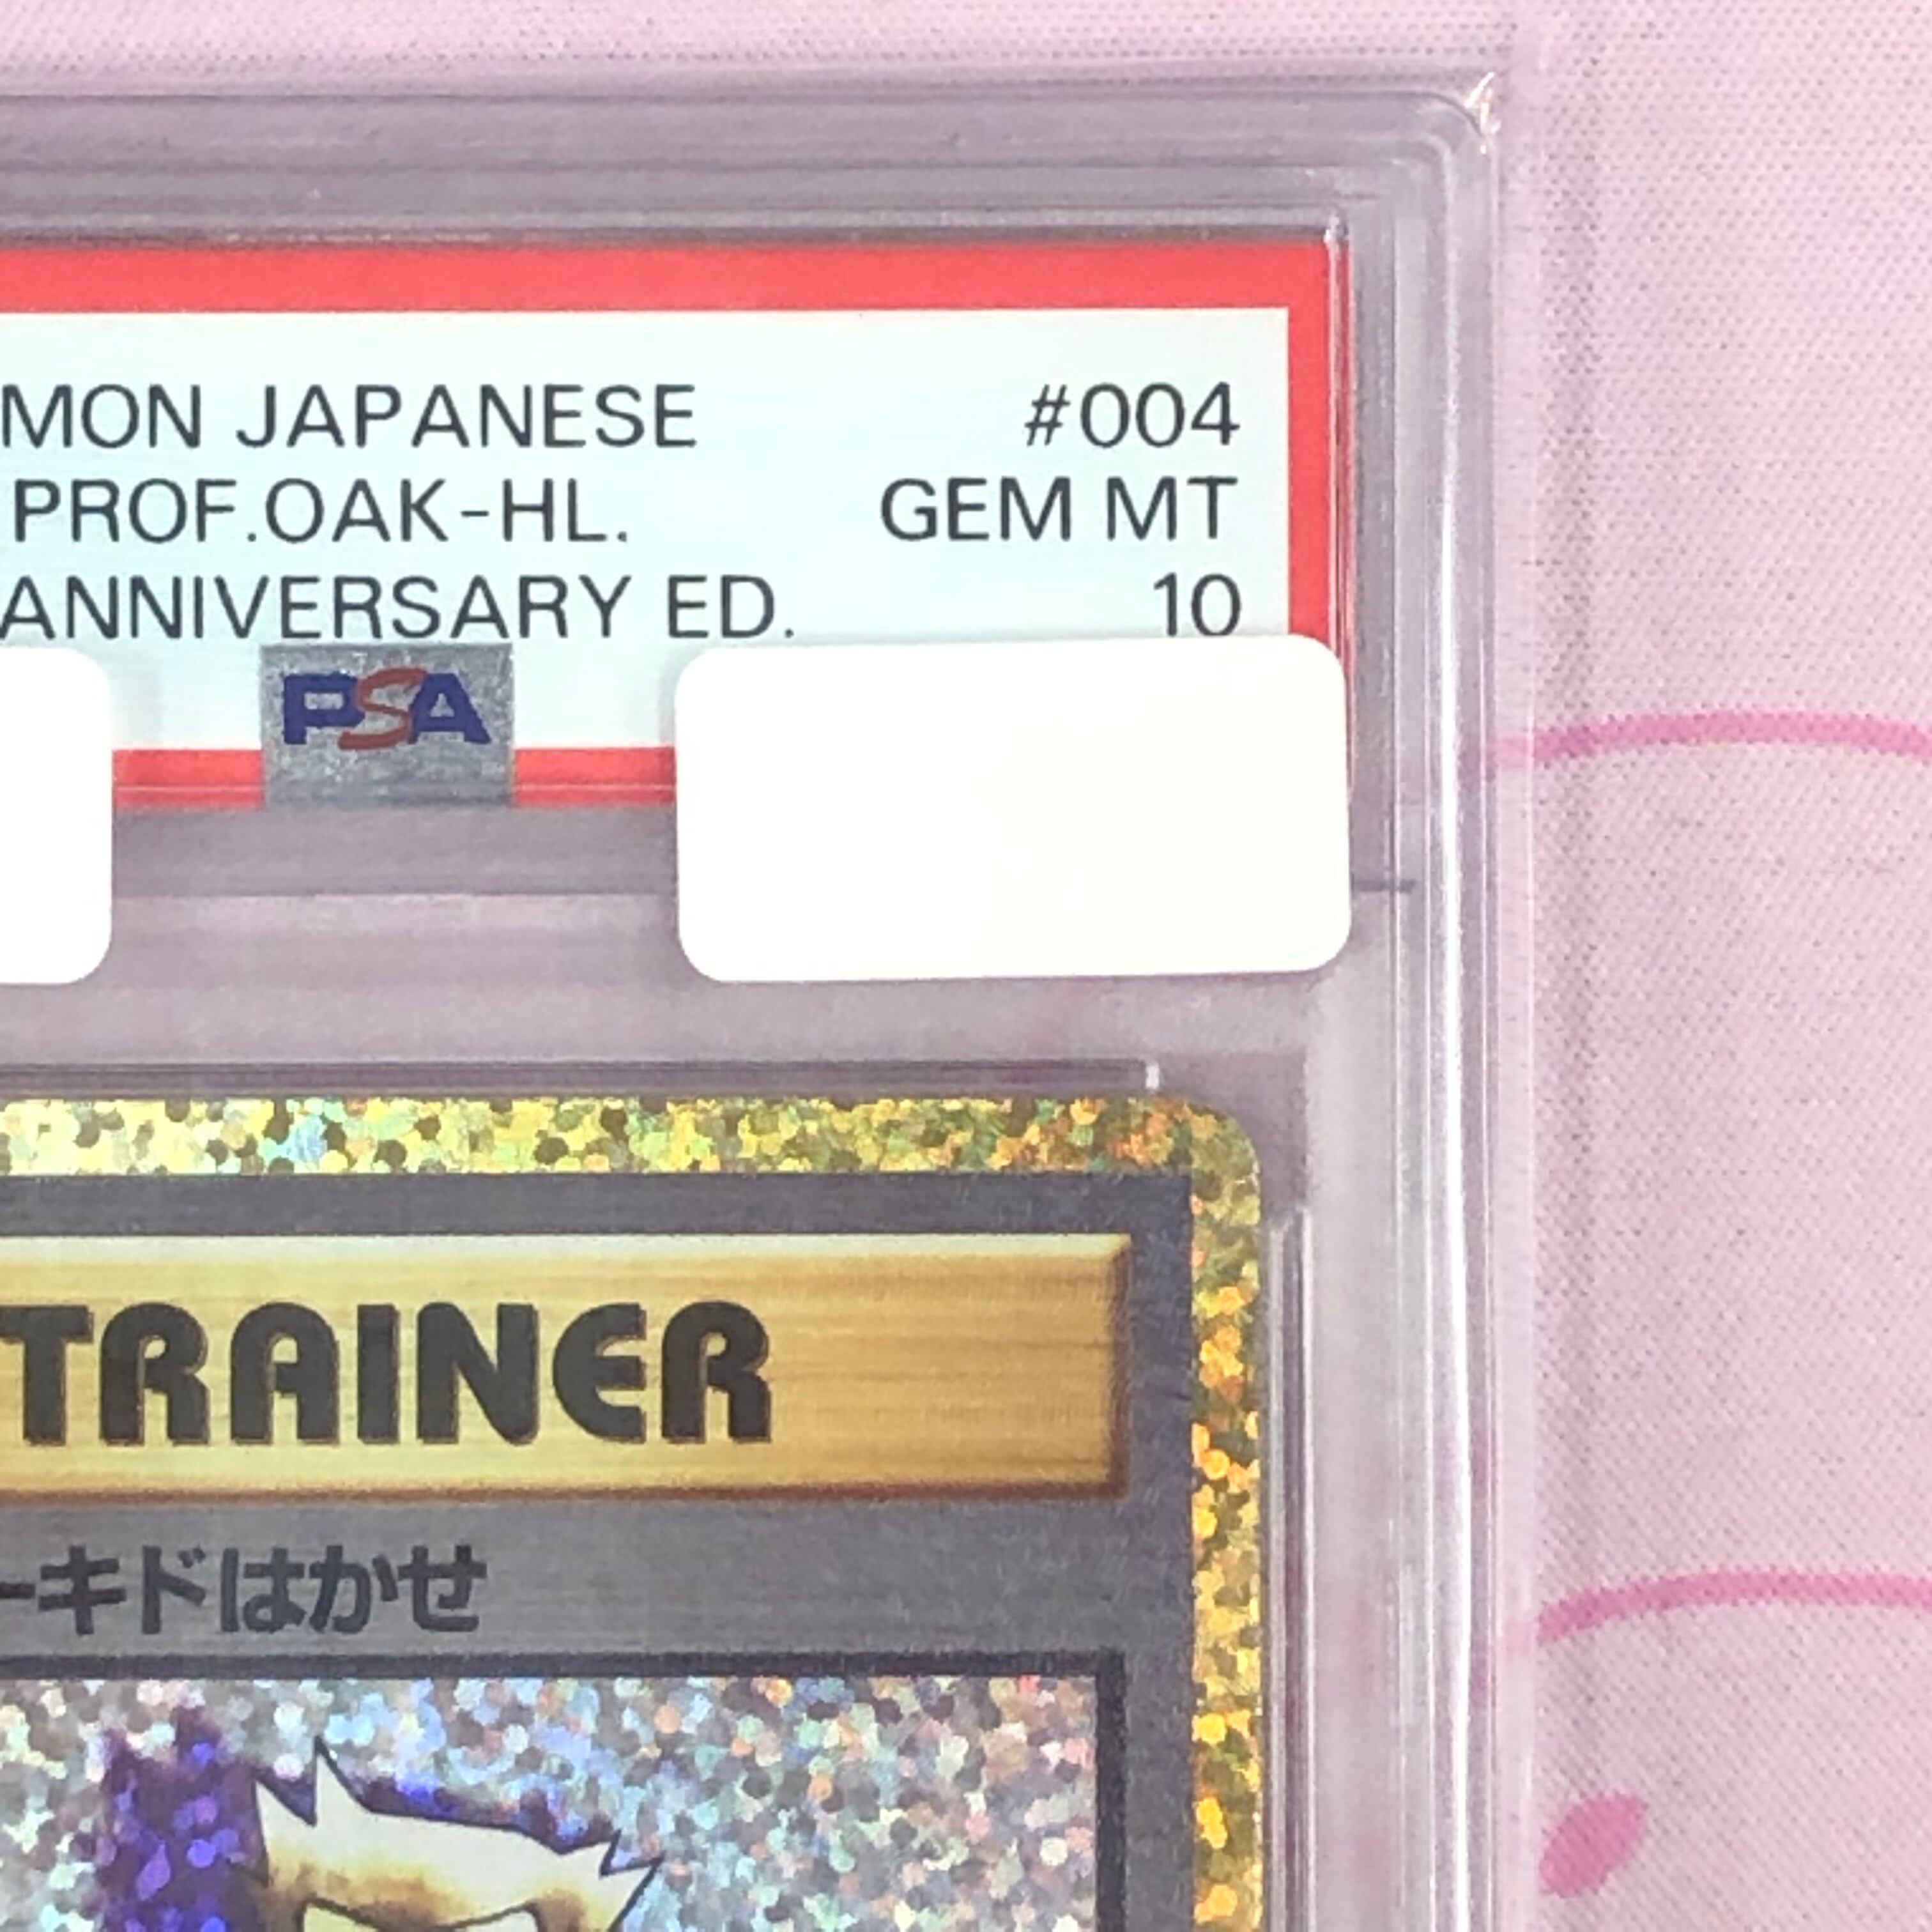 MON JAPANESE #004
PROF.OAK-HL. GEM MT
ANNIVERSARY ED. 10
PSA
TRAINER
ーキドはかせ